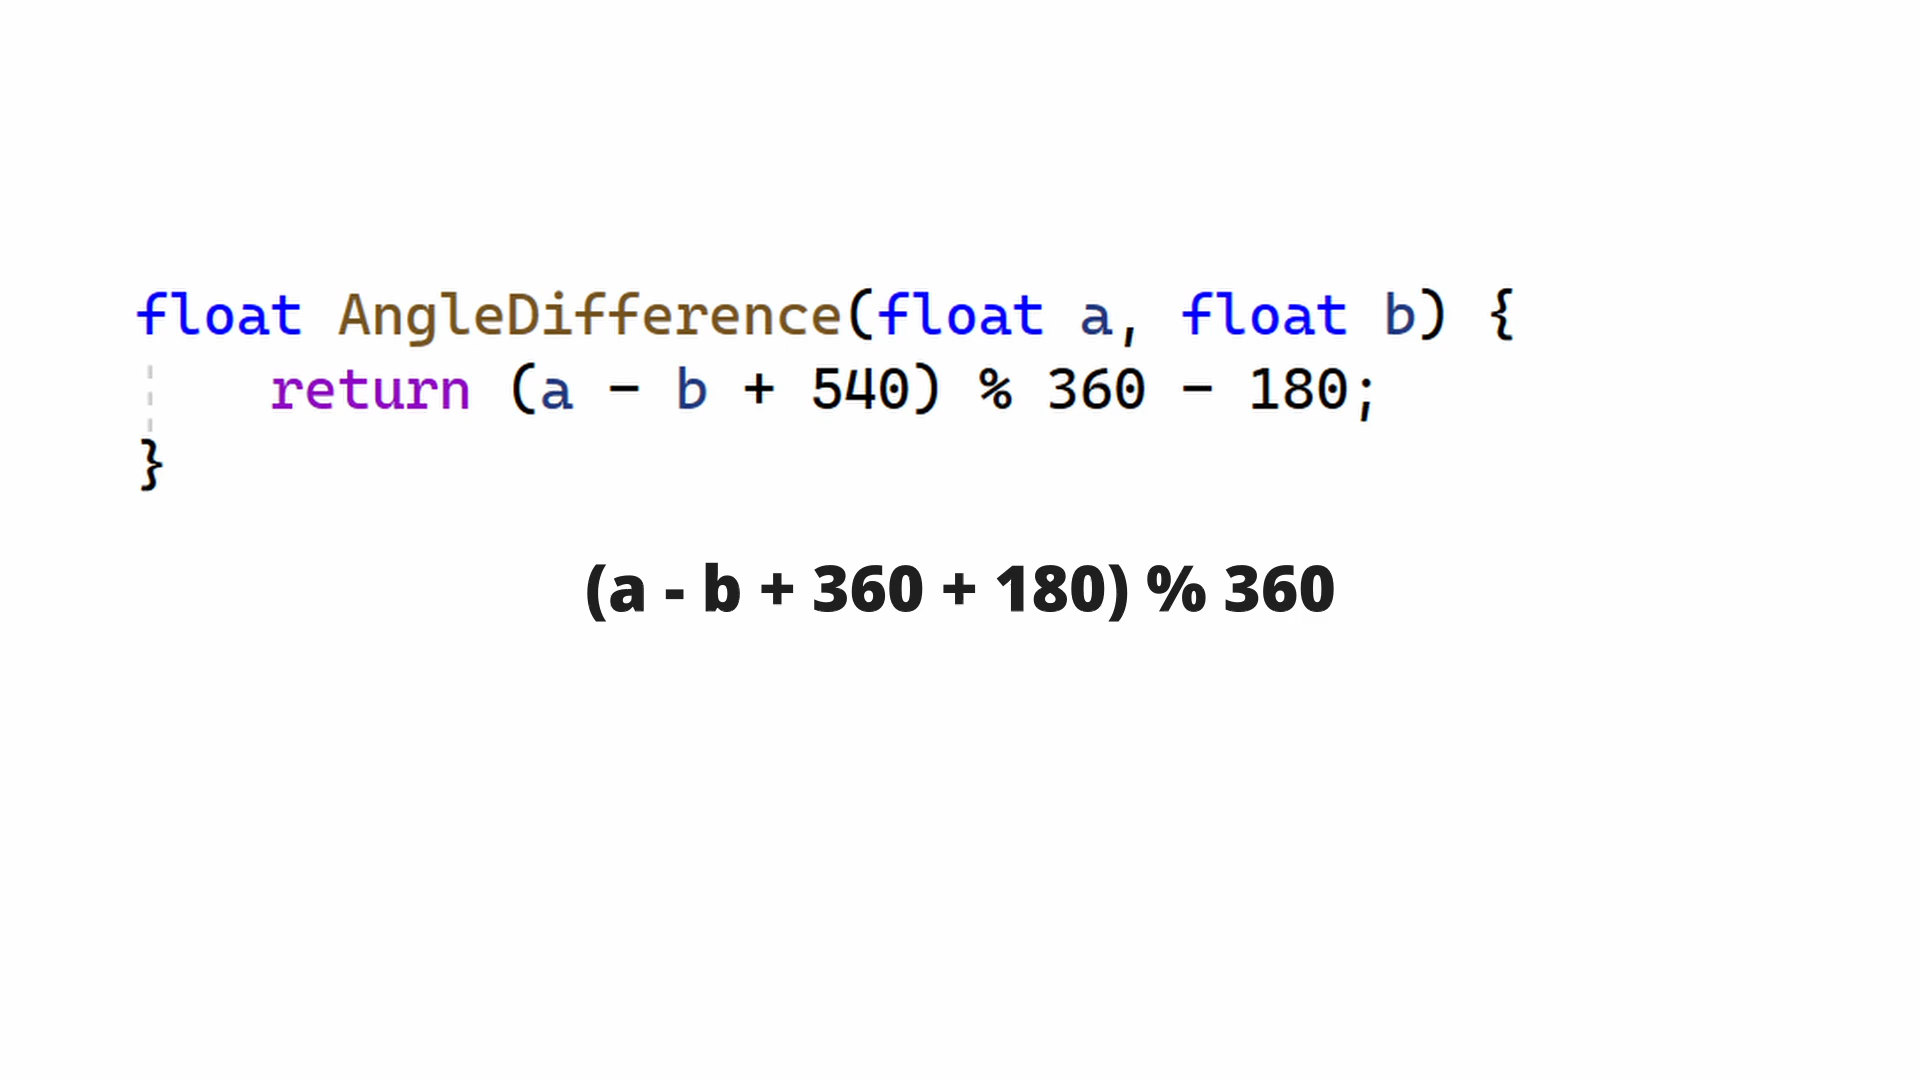 float AngleDifference(float a, float b) {
    return (a - b + 540) % 360 - 180;
}
(a - b + 360 + 180) % 360